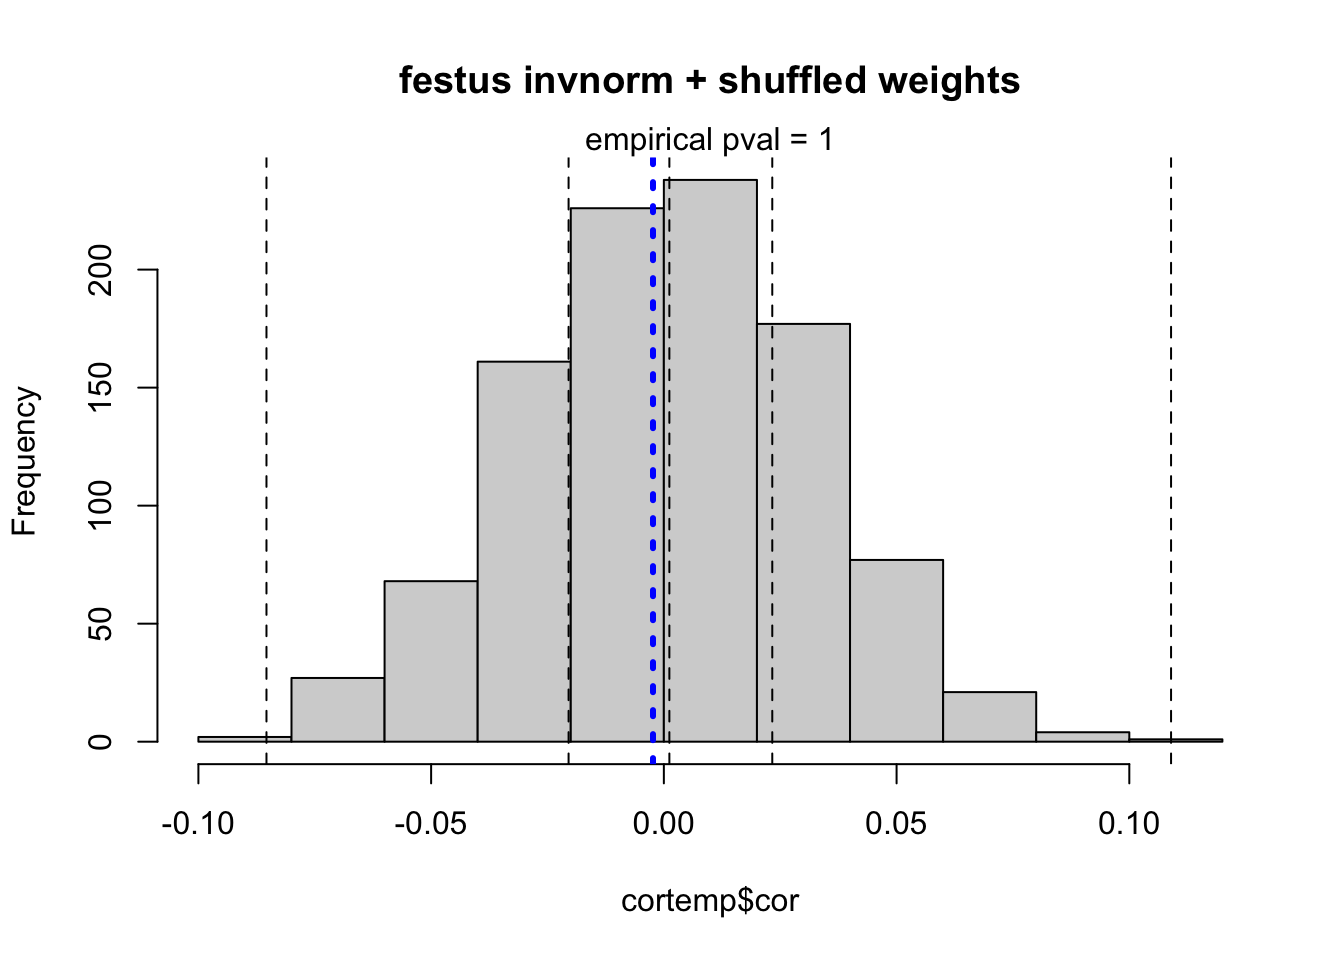 festus invnorm + shuffled weights
empirical pval = 1
Frequency
200
150
100
50
0
-0.10 -0.05 0.00 0.05 0.10
cortemp$cor